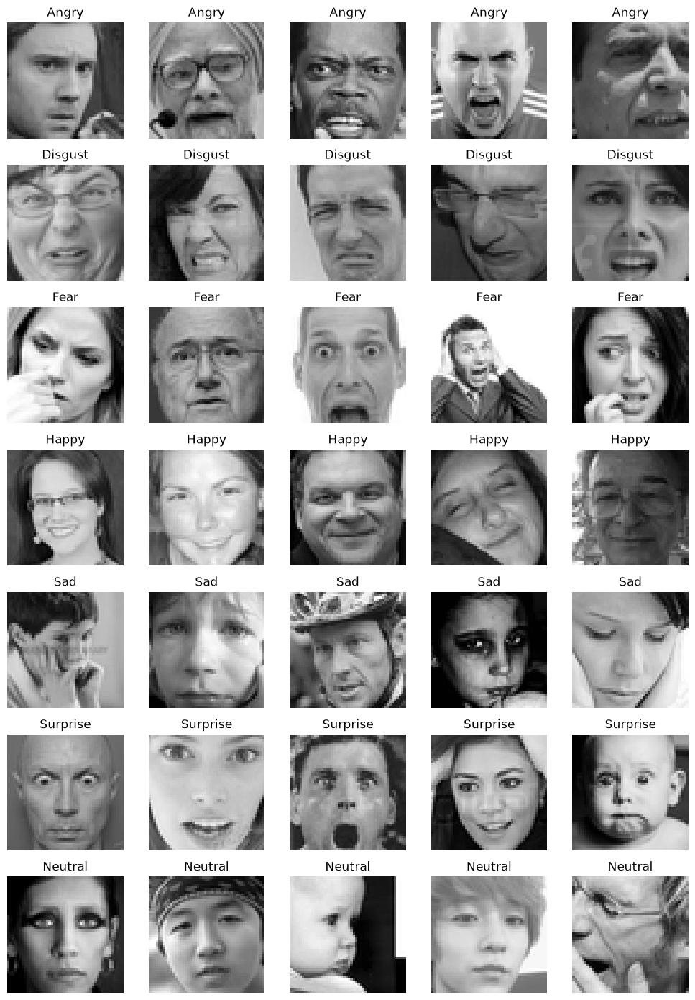 Angry Angry Angry Angry Angry
Disgust Disgust Disgust Disgust Disgust
Fear Fear Fear Fear Fear
Happy Happy Happy Happy Happy
Sad Sad Sad Sad Sad
Surprise Surprise Surprise Surprise Surprise
Neutral Neutral Neutral Neutral Neutral